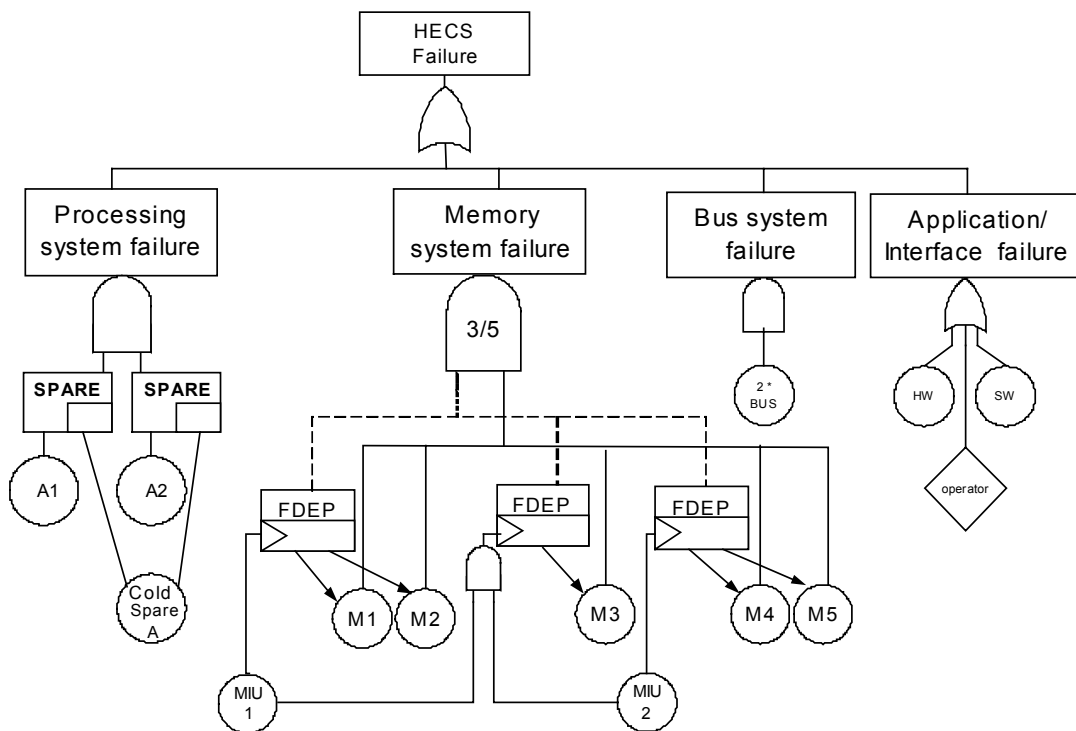 HECS
Failure
Processing
system failure
Memory
system failure
Bus system
failure
Application/
Interface failure
3/5
SPARE
SPARE
2 *
BUS
HW
SW
A1
A2
operator
FDEP
FDEP
FDEP
Cold
Spare
A
M1
M2
M3
M4
M5
MIU
1
MIU
2